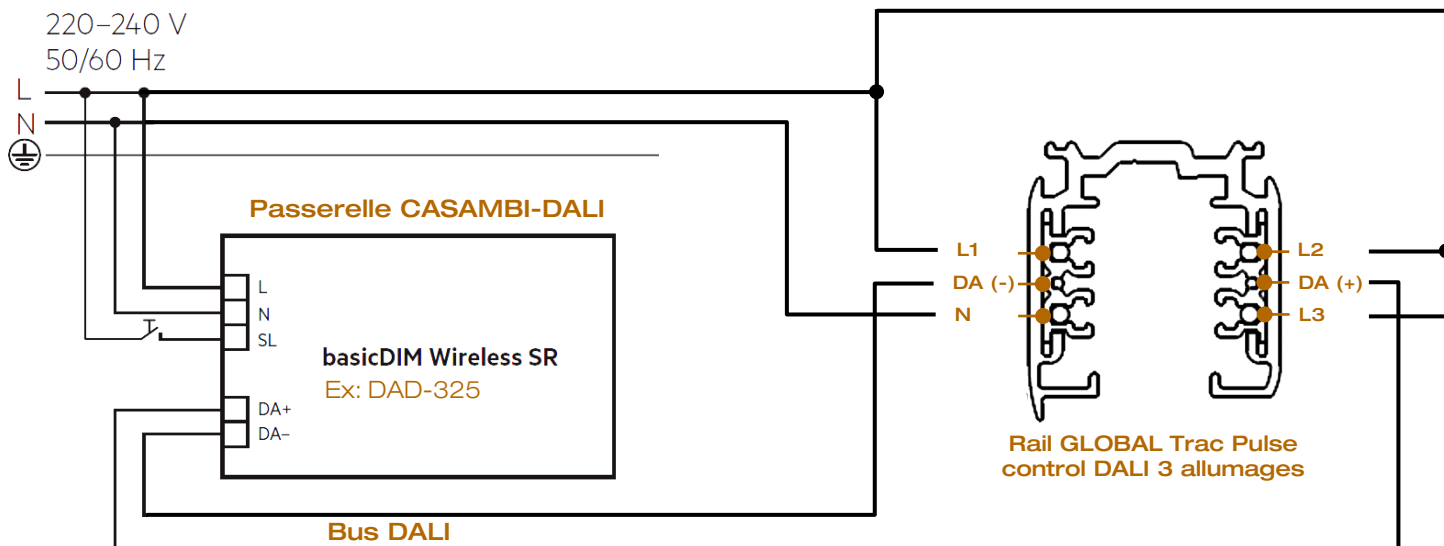 220–240 V
50/60 Hz
L
N
Passerelle CASAMBI-DALI
L
N
SL
basicDIM Wireless SR
Ex: DAD-325
DA+
DA–
Bus DALI
L1
DA (-)
N
L2
DA (+)
L3
Rail GLOBAL Trac Pulse
control DALI 3 allumages